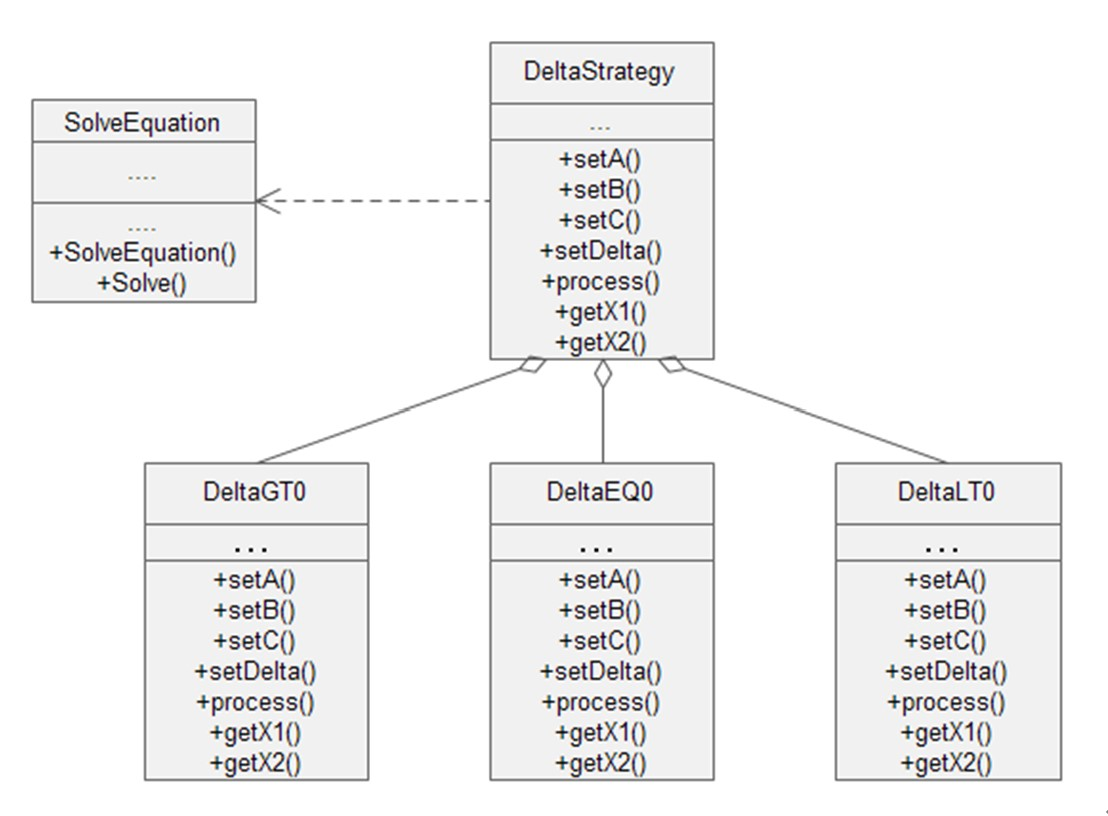 SolveEquation
....
....
+SolveEquation()
+Solve()
DeltaStrategy
...
+setA()
+setB()
+setC()
+setDelta()
+process()
+getX1()
+getX2()
DeltaGT0
...
+setA()
+setB()
+setC()
+setDelta()
+process()
+getX1()
+getX2()
DeltaEQ0
...
+setA()
+setB()
+setC()
+setDelta()
+process()
+getX1()
+getX2()
DeltaLT0
...
+setA()
+setB()
+setC()
+setDelta()
+process()
+getX1()
+getX2()